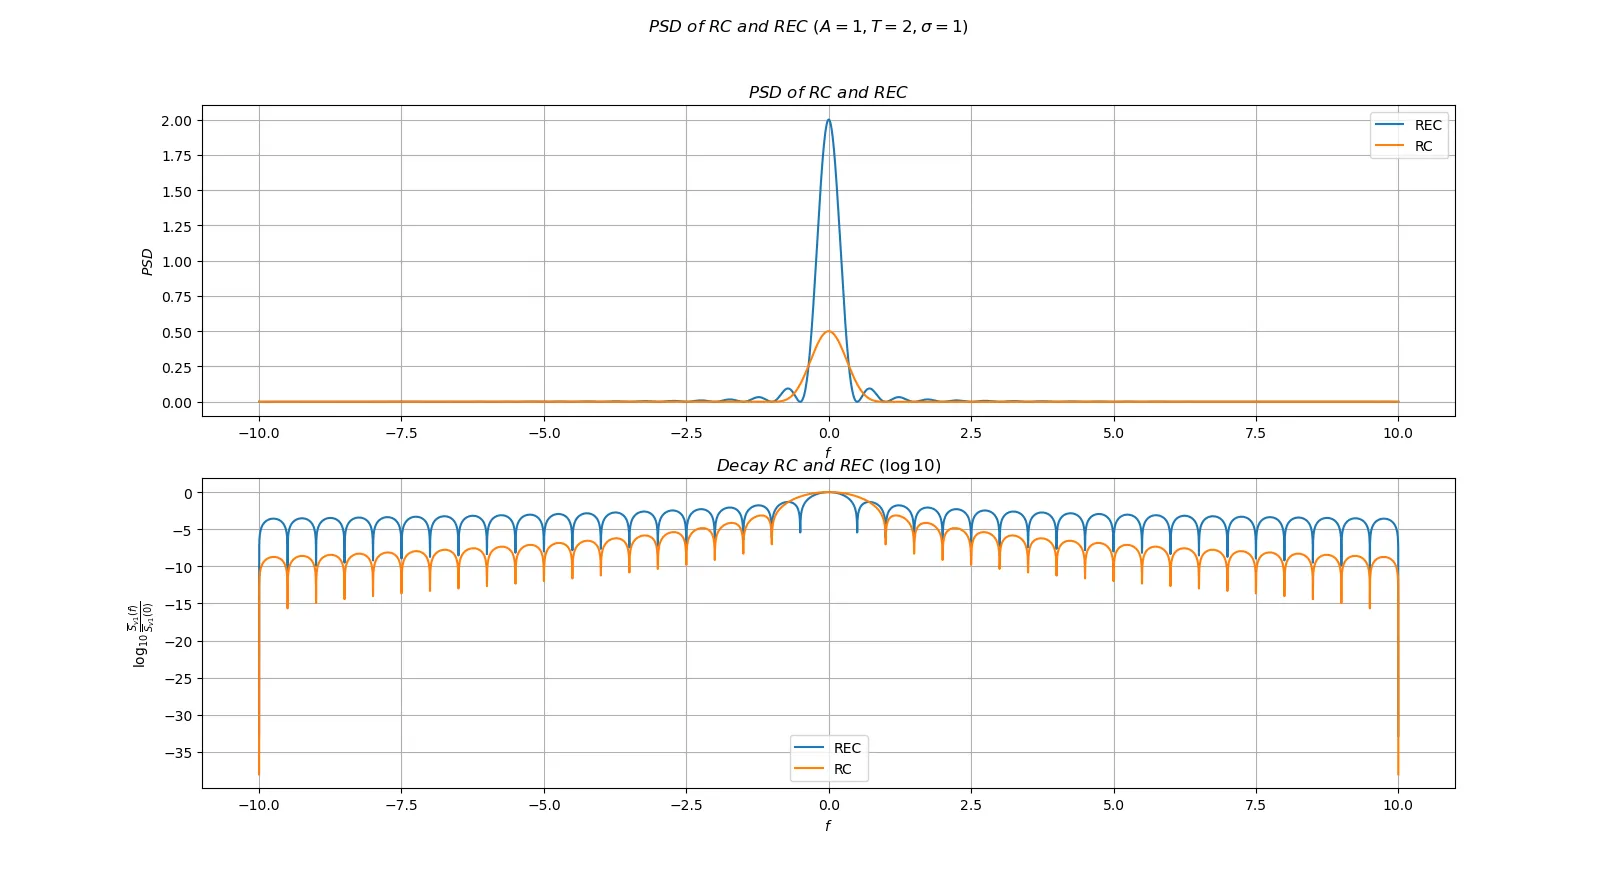 PSD of RC and REC (A = 1, T = 2, σ = 1)
PSD of RC and REC
2.00
1.75
1.50
1.25
1.00
0.75
0.50
0.25
0.00
PSD
REC
RC
−10.0 −7.5 −5.0 −2.5 0.0 2.5 5.0 7.5 10.0
f
Decay RC and REC (log 10)
0
−5
−10
−15
−20
−25
−30
−35
REC
RC
−10.0 −7.5 −5.0 −2.5 0.0 2.5 5.0 7.5 10.0
f